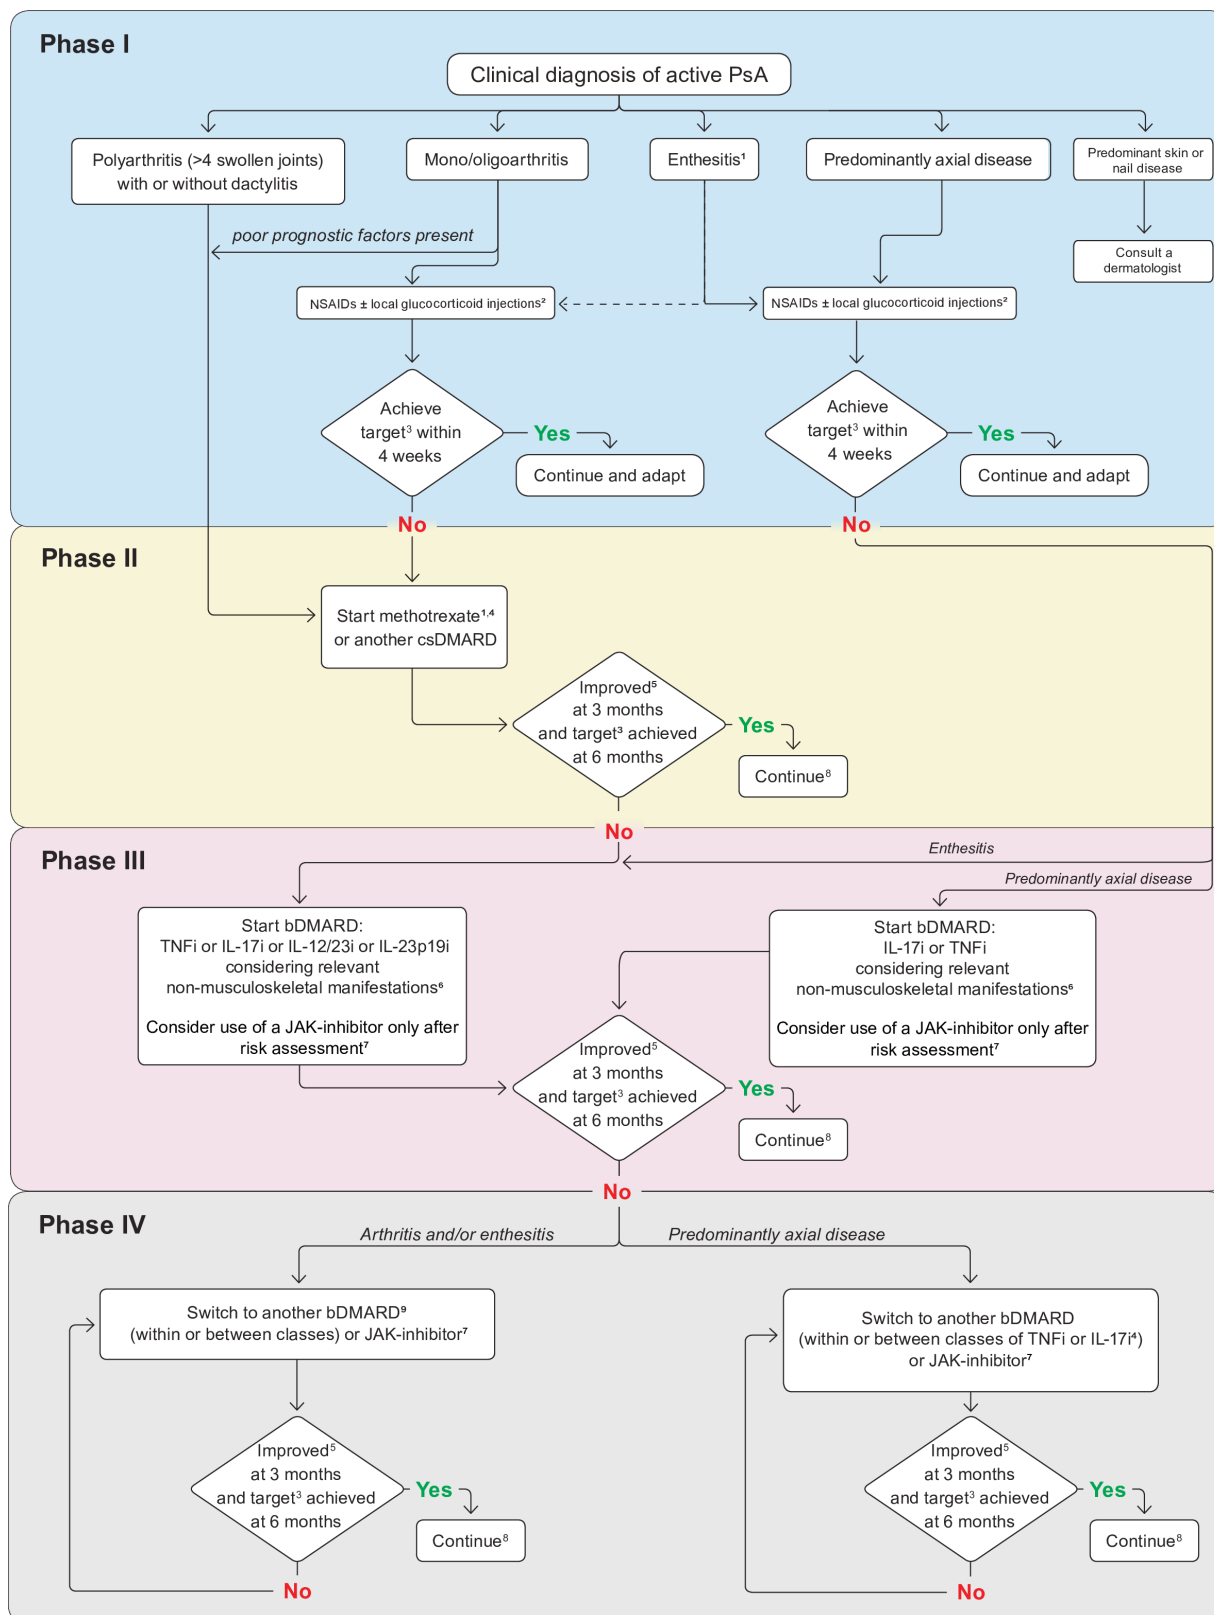 Phase I
Clinical diagnosis of active PsA
Polyarthritis (>4 swollen joints)
with or without dactylitis
Mono/oligoarthritis
Enthesitis¹
Predominantly axial disease
Predominant skin or
nail disease
poor prognostic factors present
Consult a
dermatologist
NSAIDs ± local glucocorticoid injections²
NSAIDs ± local glucocorticoid injections²
Achieve
target³ within
4 weeks
Yes
Continue and adapt
Achieve
target³ within
4 weeks
Yes
Continue and adapt
No
No
Phase II
Start methotrexate¹,⁴
or another csDMARD
Improved⁵
at 3 months
and target³ achieved
at 6 months
Yes
Continue⁸
No
Phase III
Enthesitis
Predominantly axial disease
Start bDMARD:
TNFi or IL-17i or IL-12/23i or IL-23p19i
considering relevant
non-musculoskeletal manifestations⁶
Consider use of a JAK-inhibitor only after
risk assessment⁷
Start bDMARD:
IL-17i or TNFi
considering relevant
non-musculoskeletal manifestations⁶
Consider use of a JAK-inhibitor only after
risk assessment⁷
Improved⁵
at 3 months
and target³ achieved
at 6 months
Yes
Continue⁸
No
Phase IV
Arthritis and/or enthesitis
Predominantly axial disease
Switch to another bDMARD⁹
(within or between classes) or JAK-inhibitor⁷
Switch to another bDMARD
(within or between classes of TNFi or IL-17i⁴)
or JAK-inhibitor⁷
Improved⁵
at 3 months
and target³ achieved
at 6 months
Yes
Continue⁸
No
Improved⁵
at 3 months
and target³ achieved
at 6 months
Yes
Continue⁸
No